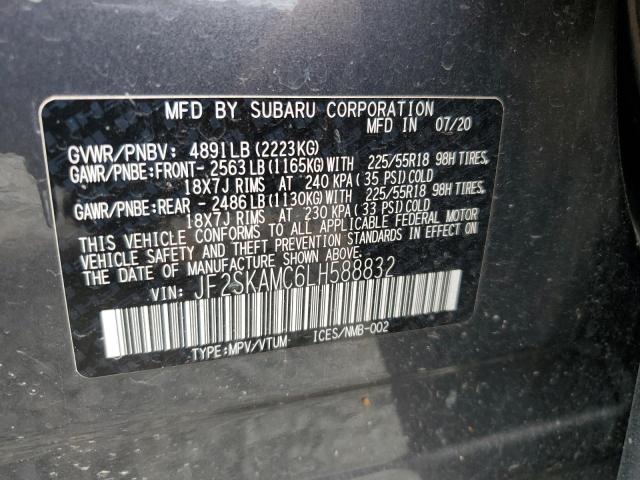 MFD BY SUBARU CORPORATION
MFD IN 07/20
GVWR/PNBV: 4891LB (2223KG)
GAWR/PNBE:FRONT- 2563LB (1165KG) WITH 225/55R18 98H TIRES,
18X7J RIMS AT 240 KPA (35 PSI) COLD
GAWR/PNBE:REAR - 2486LB (1130KG) WITH 225/55R18 98H TIRES,
18X7J RIMS AT 230 KPA (33 PSI) COLD
THIS VEHICLE CONFORMS TO ALL APPLICABLE FEDERAL MOTOR
VEHICLE SAFETY AND THEFT PREVENTION STANDARDS IN EFFECT
ON THE DATE OF MANUFACTURE SHOWN ABOVE.
VIN: JF2SKAMC6LH588832
TYPE:MPV/VTUM ICES/NMB-002